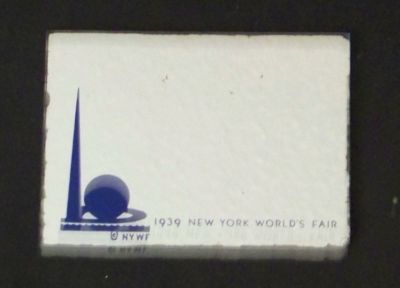 1939 NEW YORK WORLD'S FAIR
© NYWF